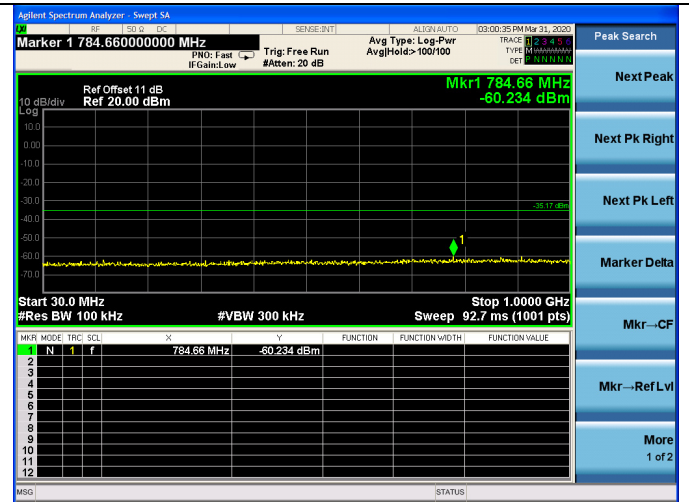 Agilent Spectrum Analyzer - Swept SA
LXI RF 50 Ω DC SENSE:INT ALIGN AUTO 03:00:35 PM Mar 31, 2020
Marker 1 784.660000000 MHz
PNO: Fast
IFGain:Low
Trig: Free Run
#Atten: 20 dB
Avg Type: Log-Pwr
Avg|Hold:>100/100
TRACE 1 2 3 4 5 6
TYPE M
DET P N N N N N
Peak Search
Next Peak
Next Pk Right
Next Pk Left
Marker Delta
Mkr→CF
Mkr→Ref Lvl
More
1 of 2
Ref Offset 11 dB
10 dB/div Ref 20.00 dBm
Log
Mkr1 784.66 MHz
-60.234 dBm
10.0
0.00
-10.0
-20.0
-30.0
-40.0
-50.0
-60.0
-70.0
-35.17 dBm
1
Start 30.0 MHz Stop 1.0000 GHz
#Res BW 100 kHz #VBW 300 kHz Sweep 92.7 ms (1001 pts)
MKR MODE TRC SCL X Y FUNCTION FUNCTION WIDTH FUNCTION VALUE
1 N 1 f 784.66 MHz -60.234 dBm
2
3
4
5
6
7
8
9
10
11
12
MSG STATUS